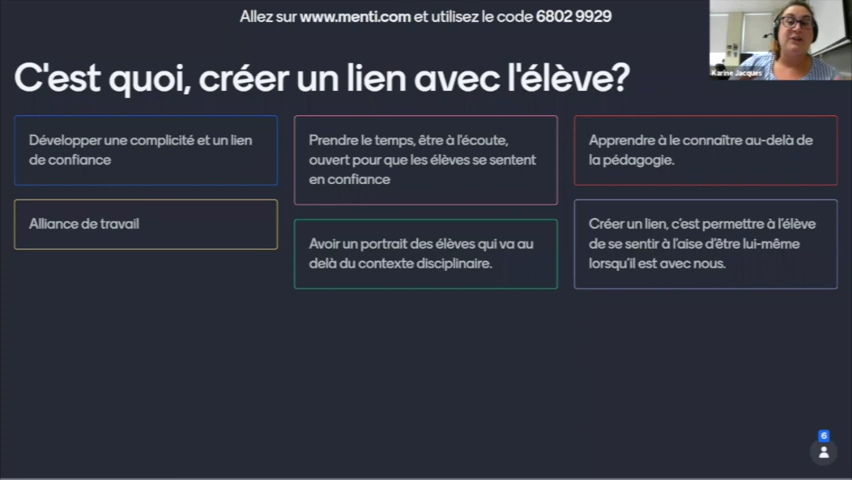 Allez sur www.menti.com et utilisez le code 6802 9929
Karine Jacques
C'est quoi, créer un lien avec l'élève?
Développer une complicité et un lien
de confiance
Alliance de travail
Prendre le temps, être à l'écoute,
ouvert pour que les élèves se sentent
en confiance
Avoir un portrait des élèves qui va au
delà du contexte disciplinaire.
Apprendre à le connaître au-delà de
la pédagogie.
Créer un lien, c'est permettre à l'élève
de se sentir à l'aise d'être lui-même
lorsqu'il est avec nous.
6